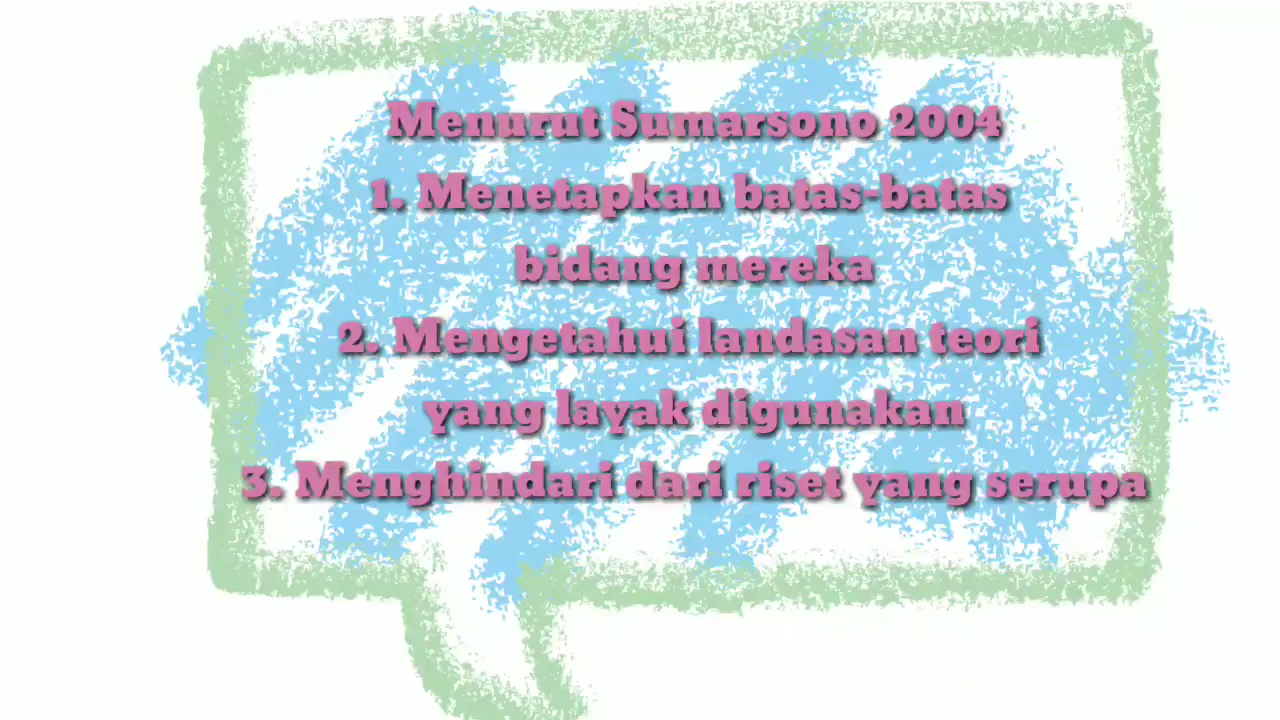 Menurut Sumarsono 2004
1. Menetapkan batas-batas
bidang mereka
2. Mengetahui landasan teori
yang layak digunakan
3. Menghindari dari riset yang serupa